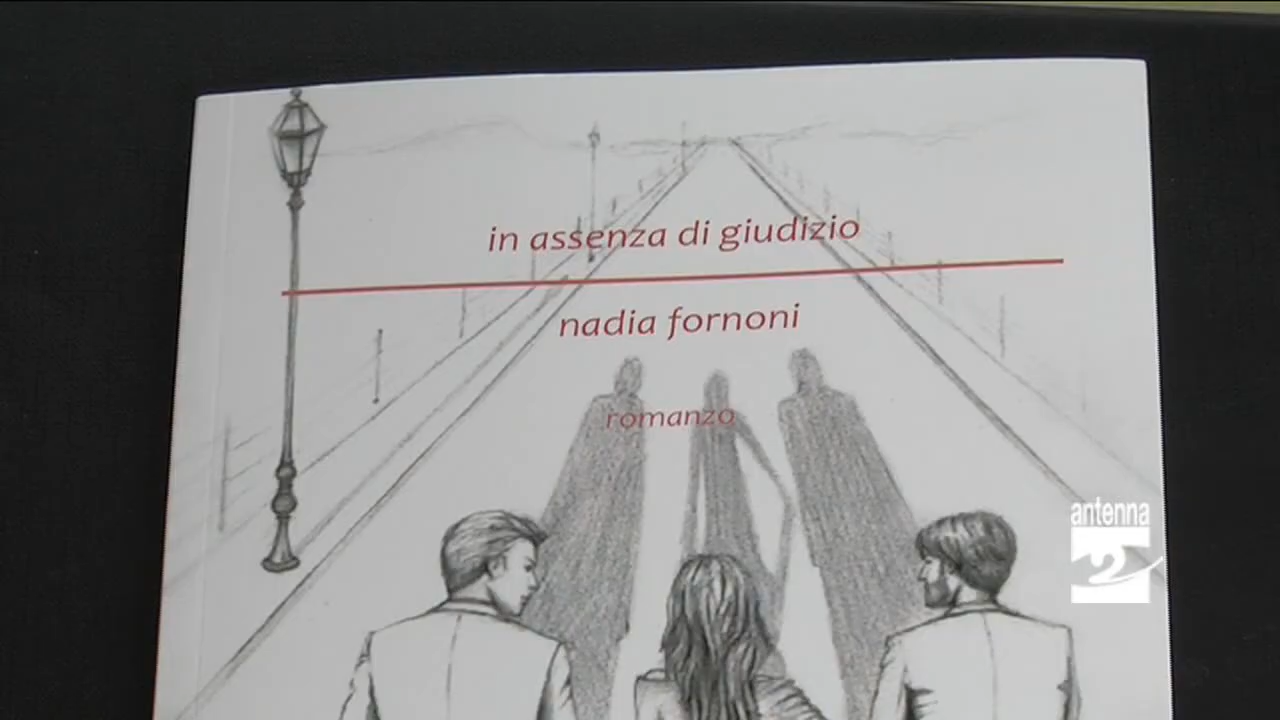 in assenza di giudizio
nadia fornoni
romanzo
antenna
2